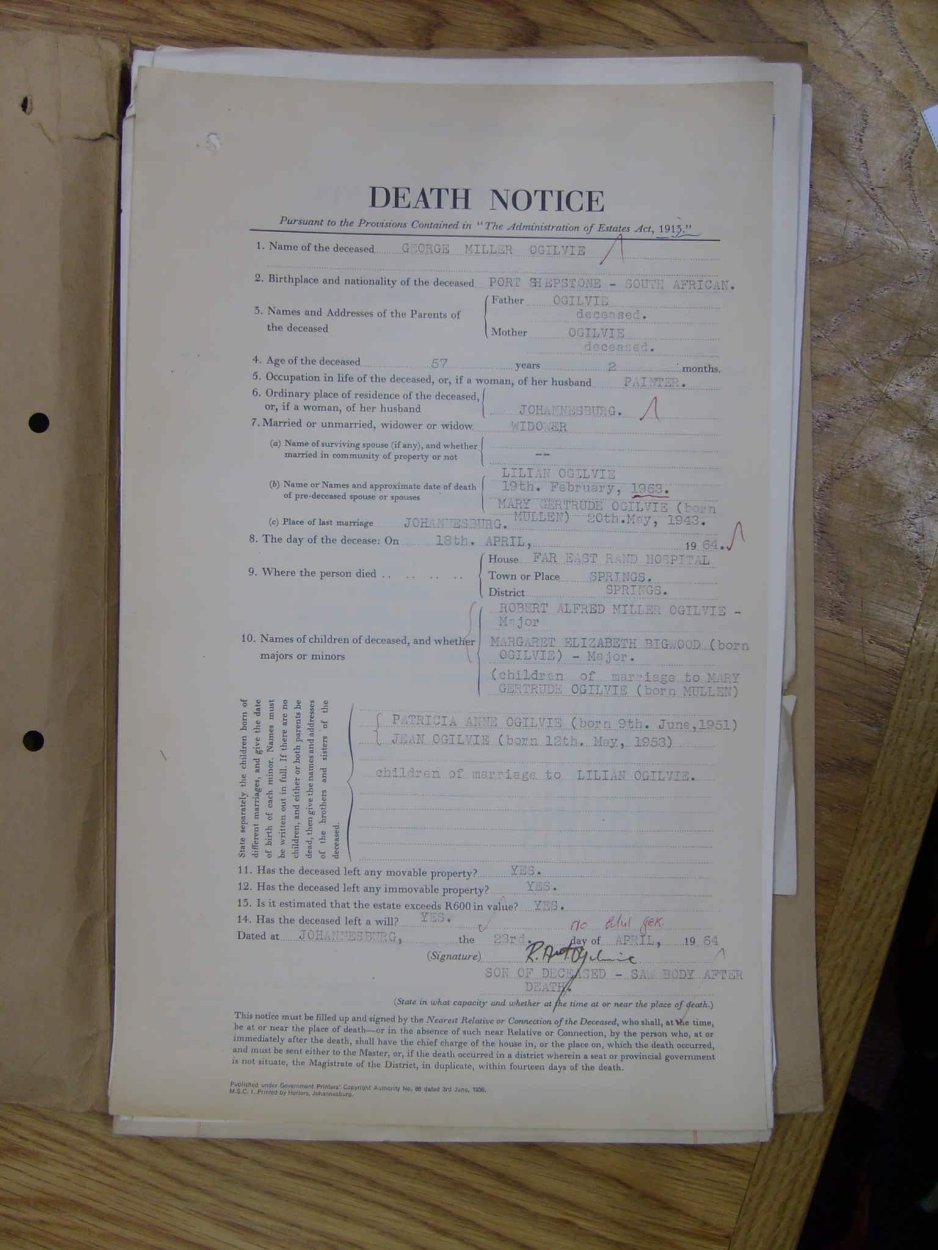 DEATH NOTICE
Pursuant to the Provisions Contained in "The Administration of Estates Act, 1913."
1. Name of the deceased GEORGE MILLER OGILVIE
2. Birthplace and nationality of the deceased PORT SHEPSTONE - SOUTH AFRICAN.
3. Names and Addresses of the Parents of the deceased
Father OGILVIE
deceased.
Mother OGILVIE
deceased.
4. Age of the deceased 57 years 2 months.
5. Occupation in life of the deceased, or, if a woman, of her husband PAINTER.
6. Ordinary place of residence of the deceased,
or, if a woman, of her husband JOHANNESBURG.
7. Married or unmarried, widower or widow WIDOWER
(a) Name of surviving spouse (if any), and whether
married in community of property or not --
LILIAN OGILVIE
(b) Name or Names and approximate date of death 19th. February, 1963.
of pre-deceased spouse or spouses MARY GERTRUDE OGILVIE (born
MULLEN) 20th.May, 1943.
(c) Place of last marriage JOHANNESBURG.
8. The day of the decease: On 18th. APRIL, 19 64.
9. Where the person died .. .. .. ..
House FAR EAST RAND HOSPITAL
Town or Place SPRINGS.
District SPRINGS.
10. Names of children of deceased, and whether
majors or minors
ROBERT ALFRED MILLER OGILVIE -
Major
MARGARET ELIZABETH BIGWOOD (born
OGILVIE) - Major.
(children of marriage to MARY
GERTRUDE OGILVIE (born MULLEN)
State separately the children born of
different marriages, and give the date
of birth of each minor. Names must
be written out in full. If there are no
children, and either or both parents be
dead, then give the names and addresses
of the brothers and sisters of the
deceased.
PATRICIA ANNE OGILVIE (born 9th. June,1951)
JEAN OGILVIE (born 12th. May, 1953)
children of marriage to LILIAN OGILVIE.
11. Has the deceased left any movable property? YES.
12. Has the deceased left any immovable property? YES.
13. Is it estimated that the estate exceeds R600 in value? YES.
14. Has the deceased left a will? YES.
Dated at JOHANNESBURG, the 23rd. day of APRIL, 19 64
(Signature)
SON OF DECEASED - SAW BODY AFTER
DEATH.
(State in what capacity and whether at the time at or near the place of death.)
This notice must be filled up and signed by the Nearest Relative or Connection of the Deceased, who shall, at the time,
be at or near the place of death—or in the absence of such near Relative or Connection, by the person who, at or
immediately after the death, shall have the chief charge of the house in, or the place on, which the death occurred,
and must be sent either to the Master, or, if the death occurred in a district wherein a seat or provincial government
is not situate, the Magistrate of the District, in duplicate, within fourteen days of the death.
Published under Government Printers' Copyright Authority No. 88 dated 3rd June, 1936.
M.S.C. I.-Printed by Hortors, Johannesburg.